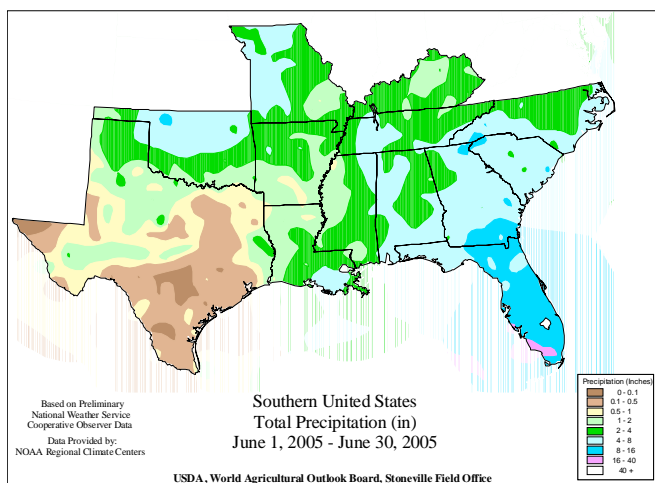 Based on Preliminary
National Weather Service
Cooperative Observer Data
Data Provided by:
NOAA Regional Climate Centers
Southern United States
Total Precipitation (in)
June 1, 2005 - June 30, 2005
USDA, World Agricultural Outlook Board, Stoneville Field Office
Precipitation (Inches)
0 - 0.1
0.1 - 0.5
0.5 - 1
1 - 2
2 - 4
4 - 8
8 - 16
16 - 40
40 +